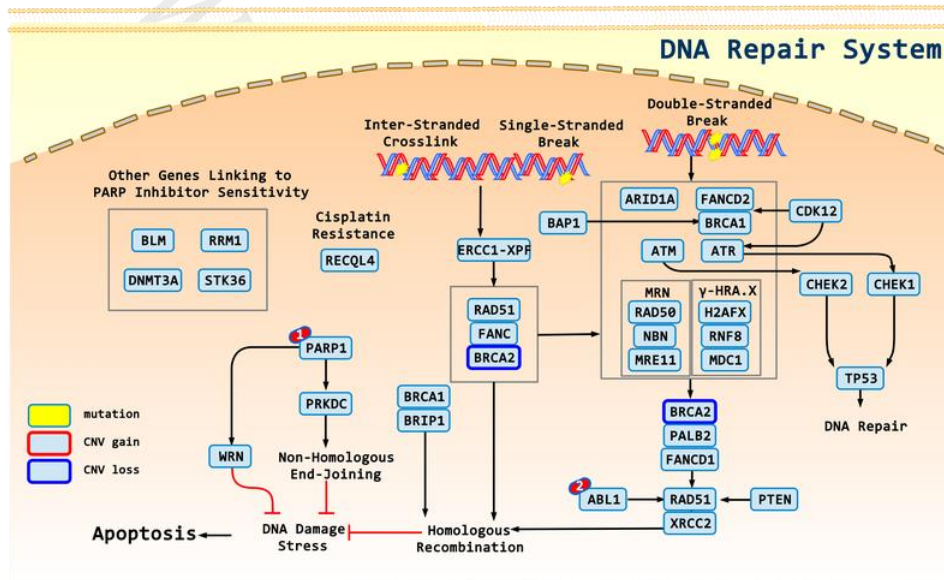 DNA Repair System
Double-Stranded
Break
Inter-Stranded
Crosslink
Single-Stranded
Break
Other Genes Linking to
PARP Inhibitor Sensitivity
BLM
RRM1
DNMT3A
STK36
Cisplatin
Resistance
RECQL4
BAP1
ERCC1-XPF
ARID1A
FANCD2
BRCA1
CDK12
ATM
ATR
CHEK2
CHEK1
RAD51
FANC
BRCA2
MRN
RAD50
NBN
MRE11
γ-HRA.X
H2AFX
RNF8
MDC1
TP53
DNA Repair
1
PARP1
PRKDC
WRN
Non-Homologous
End-Joining
BRCA1
BRIP1
BRCA2
PALB2
FANCD1
2
ABL1
RAD51
XRCC2
PTEN
mutation
CNV gain
CNV loss
Apoptosis
DNA Damage
Stress
Homologous
Recombination